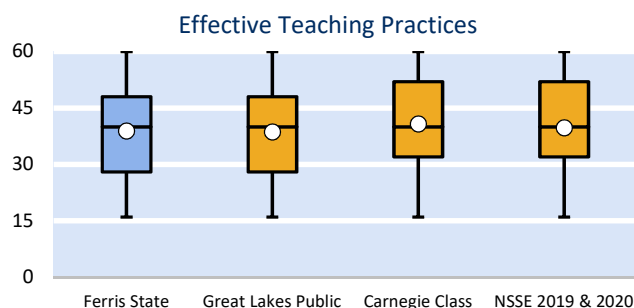 Effective Teaching Practices
60
45
30
15
0
Ferris State Great Lakes Public Carnegie Class NSSE 2019 & 2020